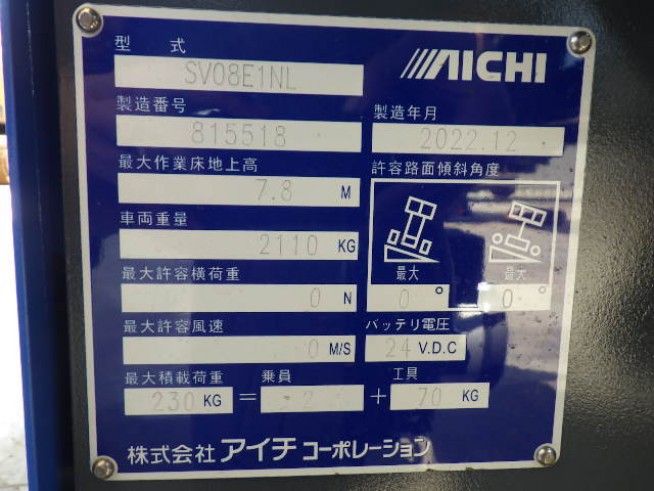 型式
SV08E1NL
AICHI
製造番号
815518
製造年月
2022.12
最大作業床地上高
7.8 M
許容路面傾斜角度
車両重量
2110 KG
最大 0°
最大 0°
最大許容横荷重
0 N
最大許容風速
0 M/S
バッテリ電圧
24 V.D.C
最大積載荷重 乗員 工具
230 KG = 2 + 70 KG
株式会社アイチコーポレーション